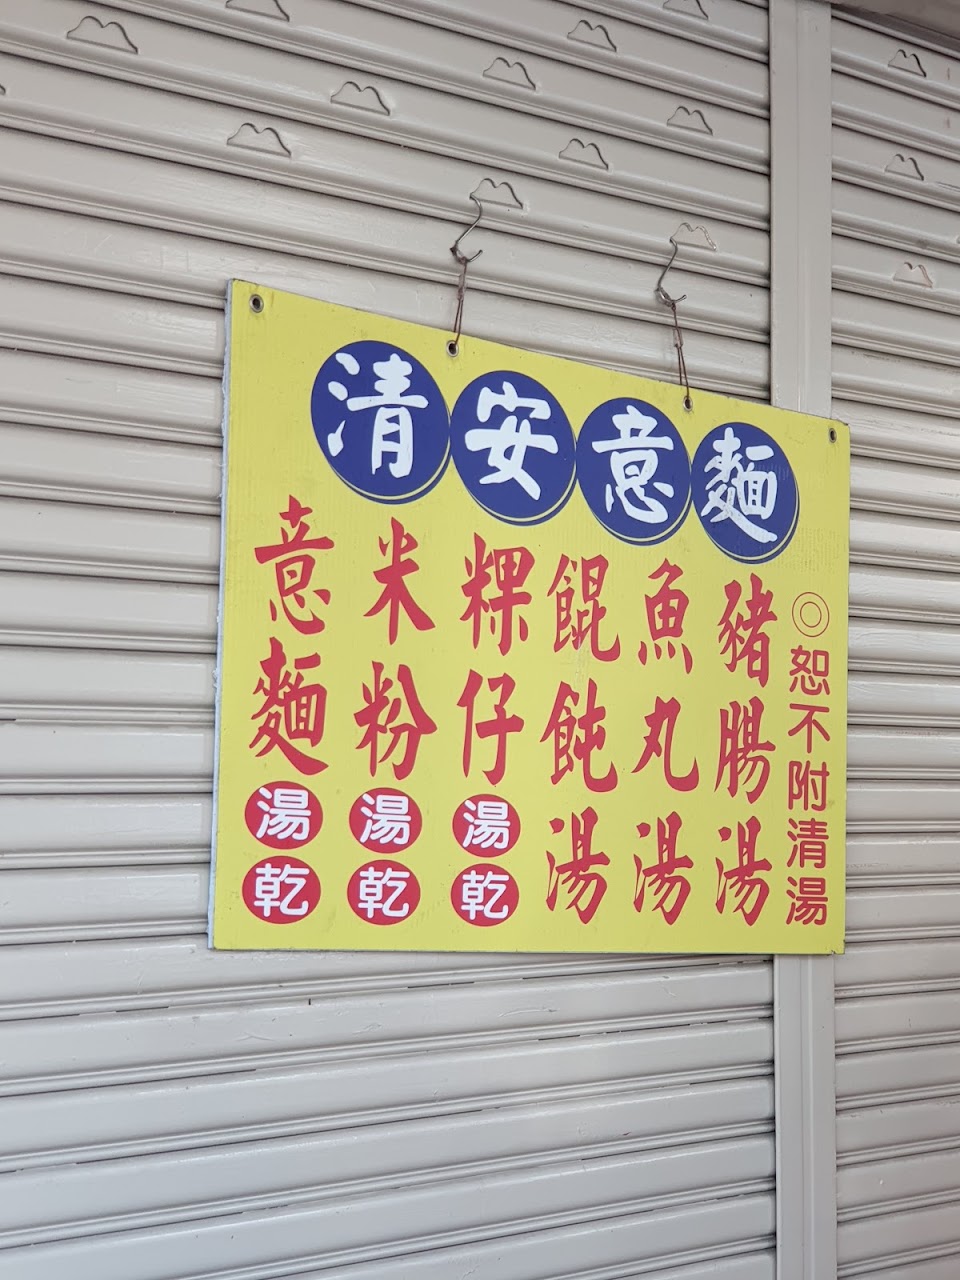 清安意麵
◎恕不附清湯
豬腸湯
魚丸湯
餛飩湯
粿仔湯乾
米粉湯乾
意麵湯乾